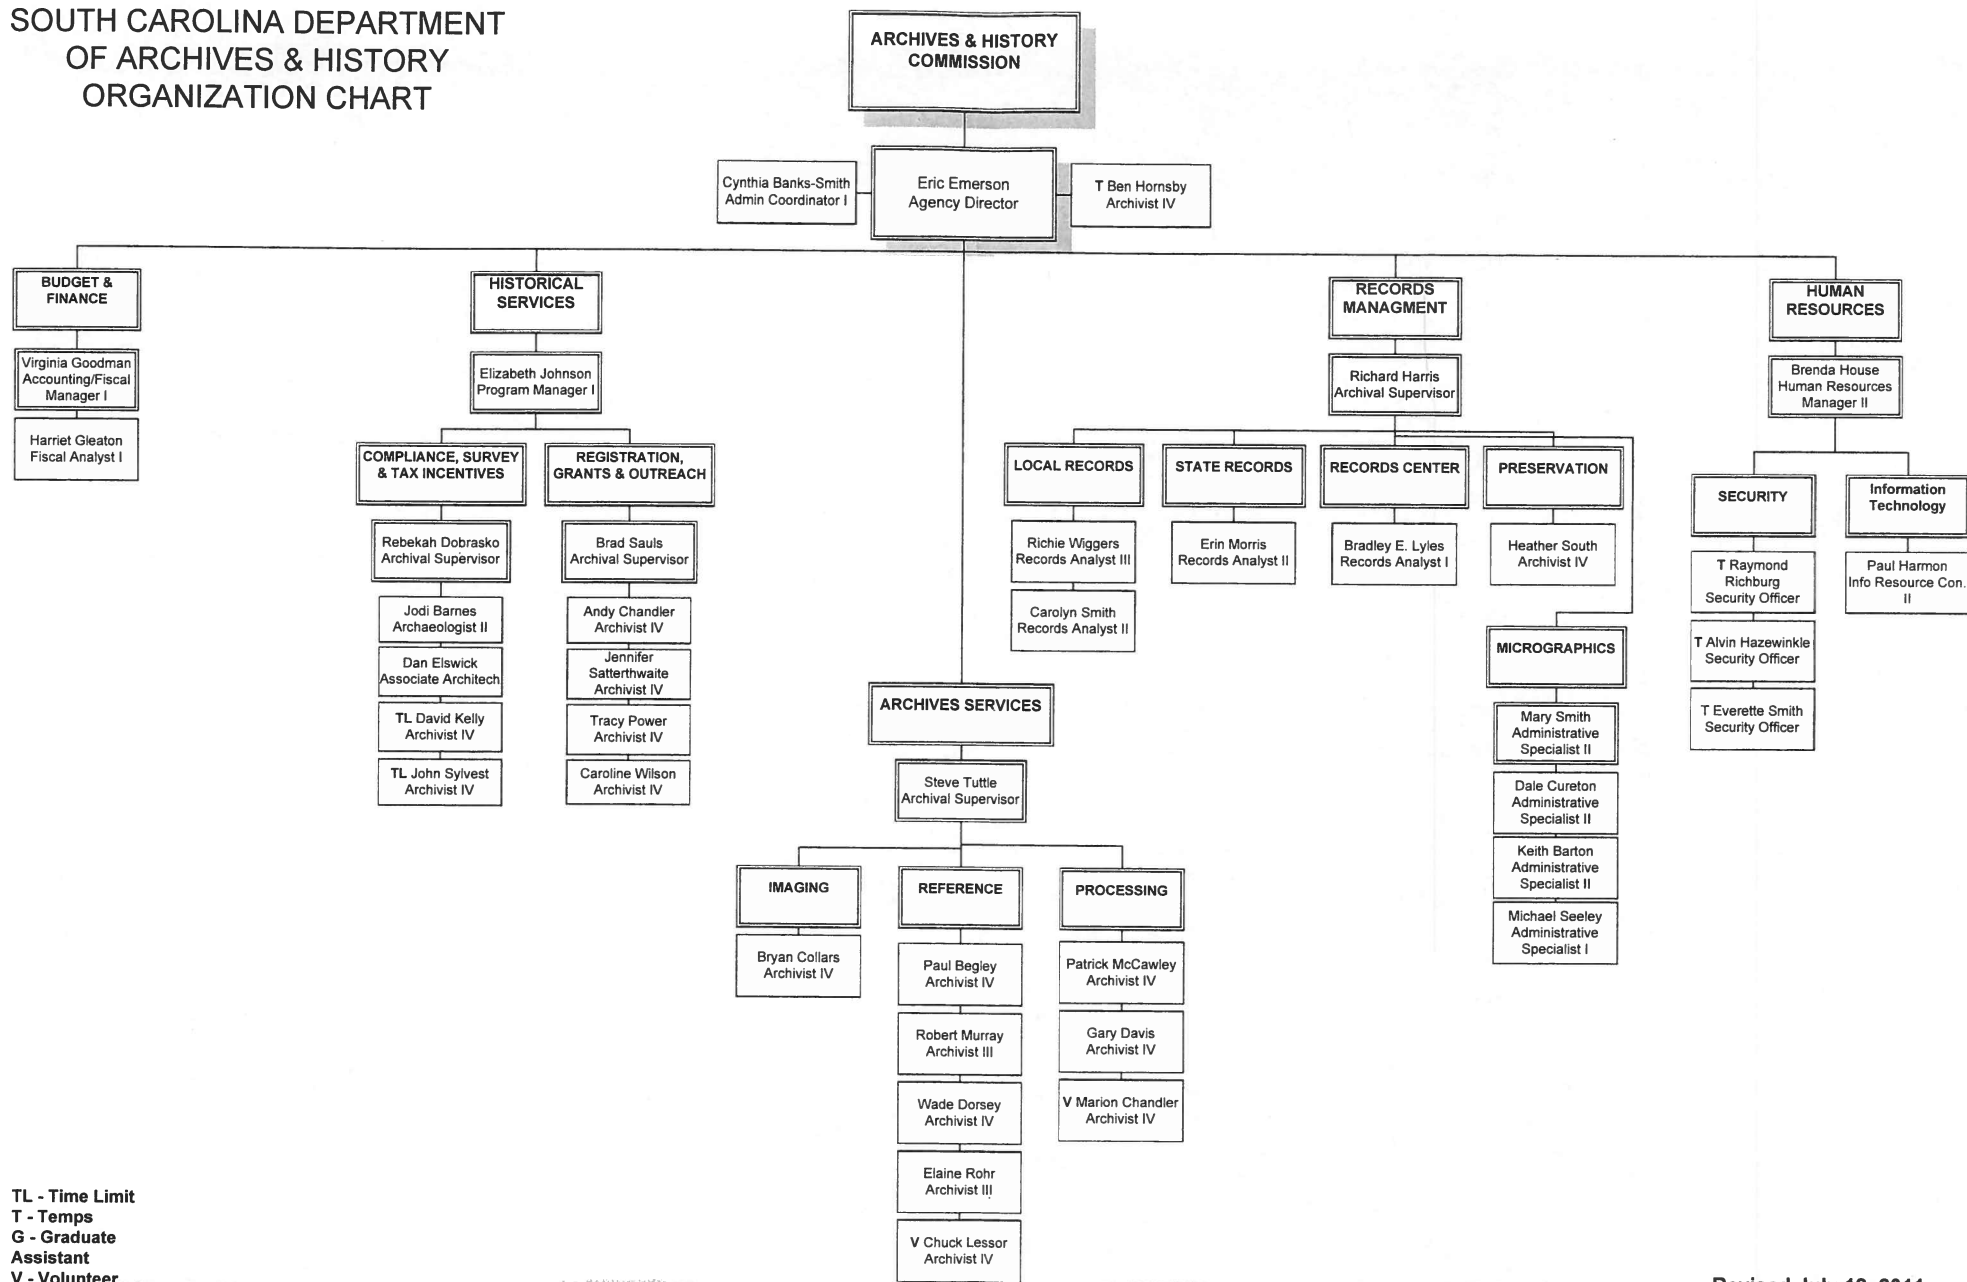 SOUTH CAROLINA DEPARTMENT
OF ARCHIVES & HISTORY
ORGANIZATION CHART
ARCHIVES & HISTORY
COMMISSION
Cynthia Banks-Smith
Admin Coordinator I
Eric Emerson
Agency Director
T Ben Hornsby
Archivist IV
BUDGET &
FINANCE
Virginia Goodman
Accounting/Fiscal
Manager I
Harriet Gleaton
Fiscal Analyst I
HISTORICAL
SERVICES
Elizabeth Johnson
Program Manager I
COMPLIANCE, SURVEY
& TAX INCENTIVES
Rebekah Dobrasko
Archival Supervisor
Jodi Barnes
Archaeologist II
Dan Elswick
Associate Architech
TL David Kelly
Archivist IV
TL John Sylvest
Archivist IV
REGISTRATION,
GRANTS & OUTREACH
Brad Sauls
Archival Supervisor
Andy Chandler
Archivist IV
Jennifer
Satterthwaite
Archivist IV
Tracy Power
Archivist IV
Caroline Wilson
Archivist IV
ARCHIVES SERVICES
Steve Tuttle
Archival Supervisor
IMAGING
Bryan Collars
Archivist IV
REFERENCE
Paul Begley
Archivist IV
Robert Murray
Archivist III
Wade Dorsey
Archivist IV
Elaine Rohr
Archivist III
V Chuck Lessor
Archivist IV
PROCESSING
Patrick McCawley
Archivist IV
Gary Davis
Archivist IV
V Marion Chandler
Archivist IV
RECORDS
MANAGMENT
Richard Harris
Archival Supervisor
LOCAL RECORDS
Richie Wiggers
Records Analyst III
Carolyn Smith
Records Analyst II
STATE RECORDS
Erin Morris
Records Analyst II
RECORDS CENTER
Bradley E. Lyles
Records Analyst I
PRESERVATION
Heather South
Archivist IV
MICROGRAPHICS
Mary Smith
Administrative
Specialist II
Dale Cureton
Administrative
Specialist II
Keith Barton
Administrative
Specialist II
Michael Seeley
Administrative
Specialist I
HUMAN
RESOURCES
Brenda House
Human Resources
Manager II
SECURITY
T Raymond
Richburg
Security Officer
T Alvin Hazewinkle
Security Officer
T Everette Smith
Security Officer
Information
Technology
Paul Harmon
Info Resource Con.
II
TL - Time Limit
T - Temps
G - Graduate
Assistant
V - Volunteer